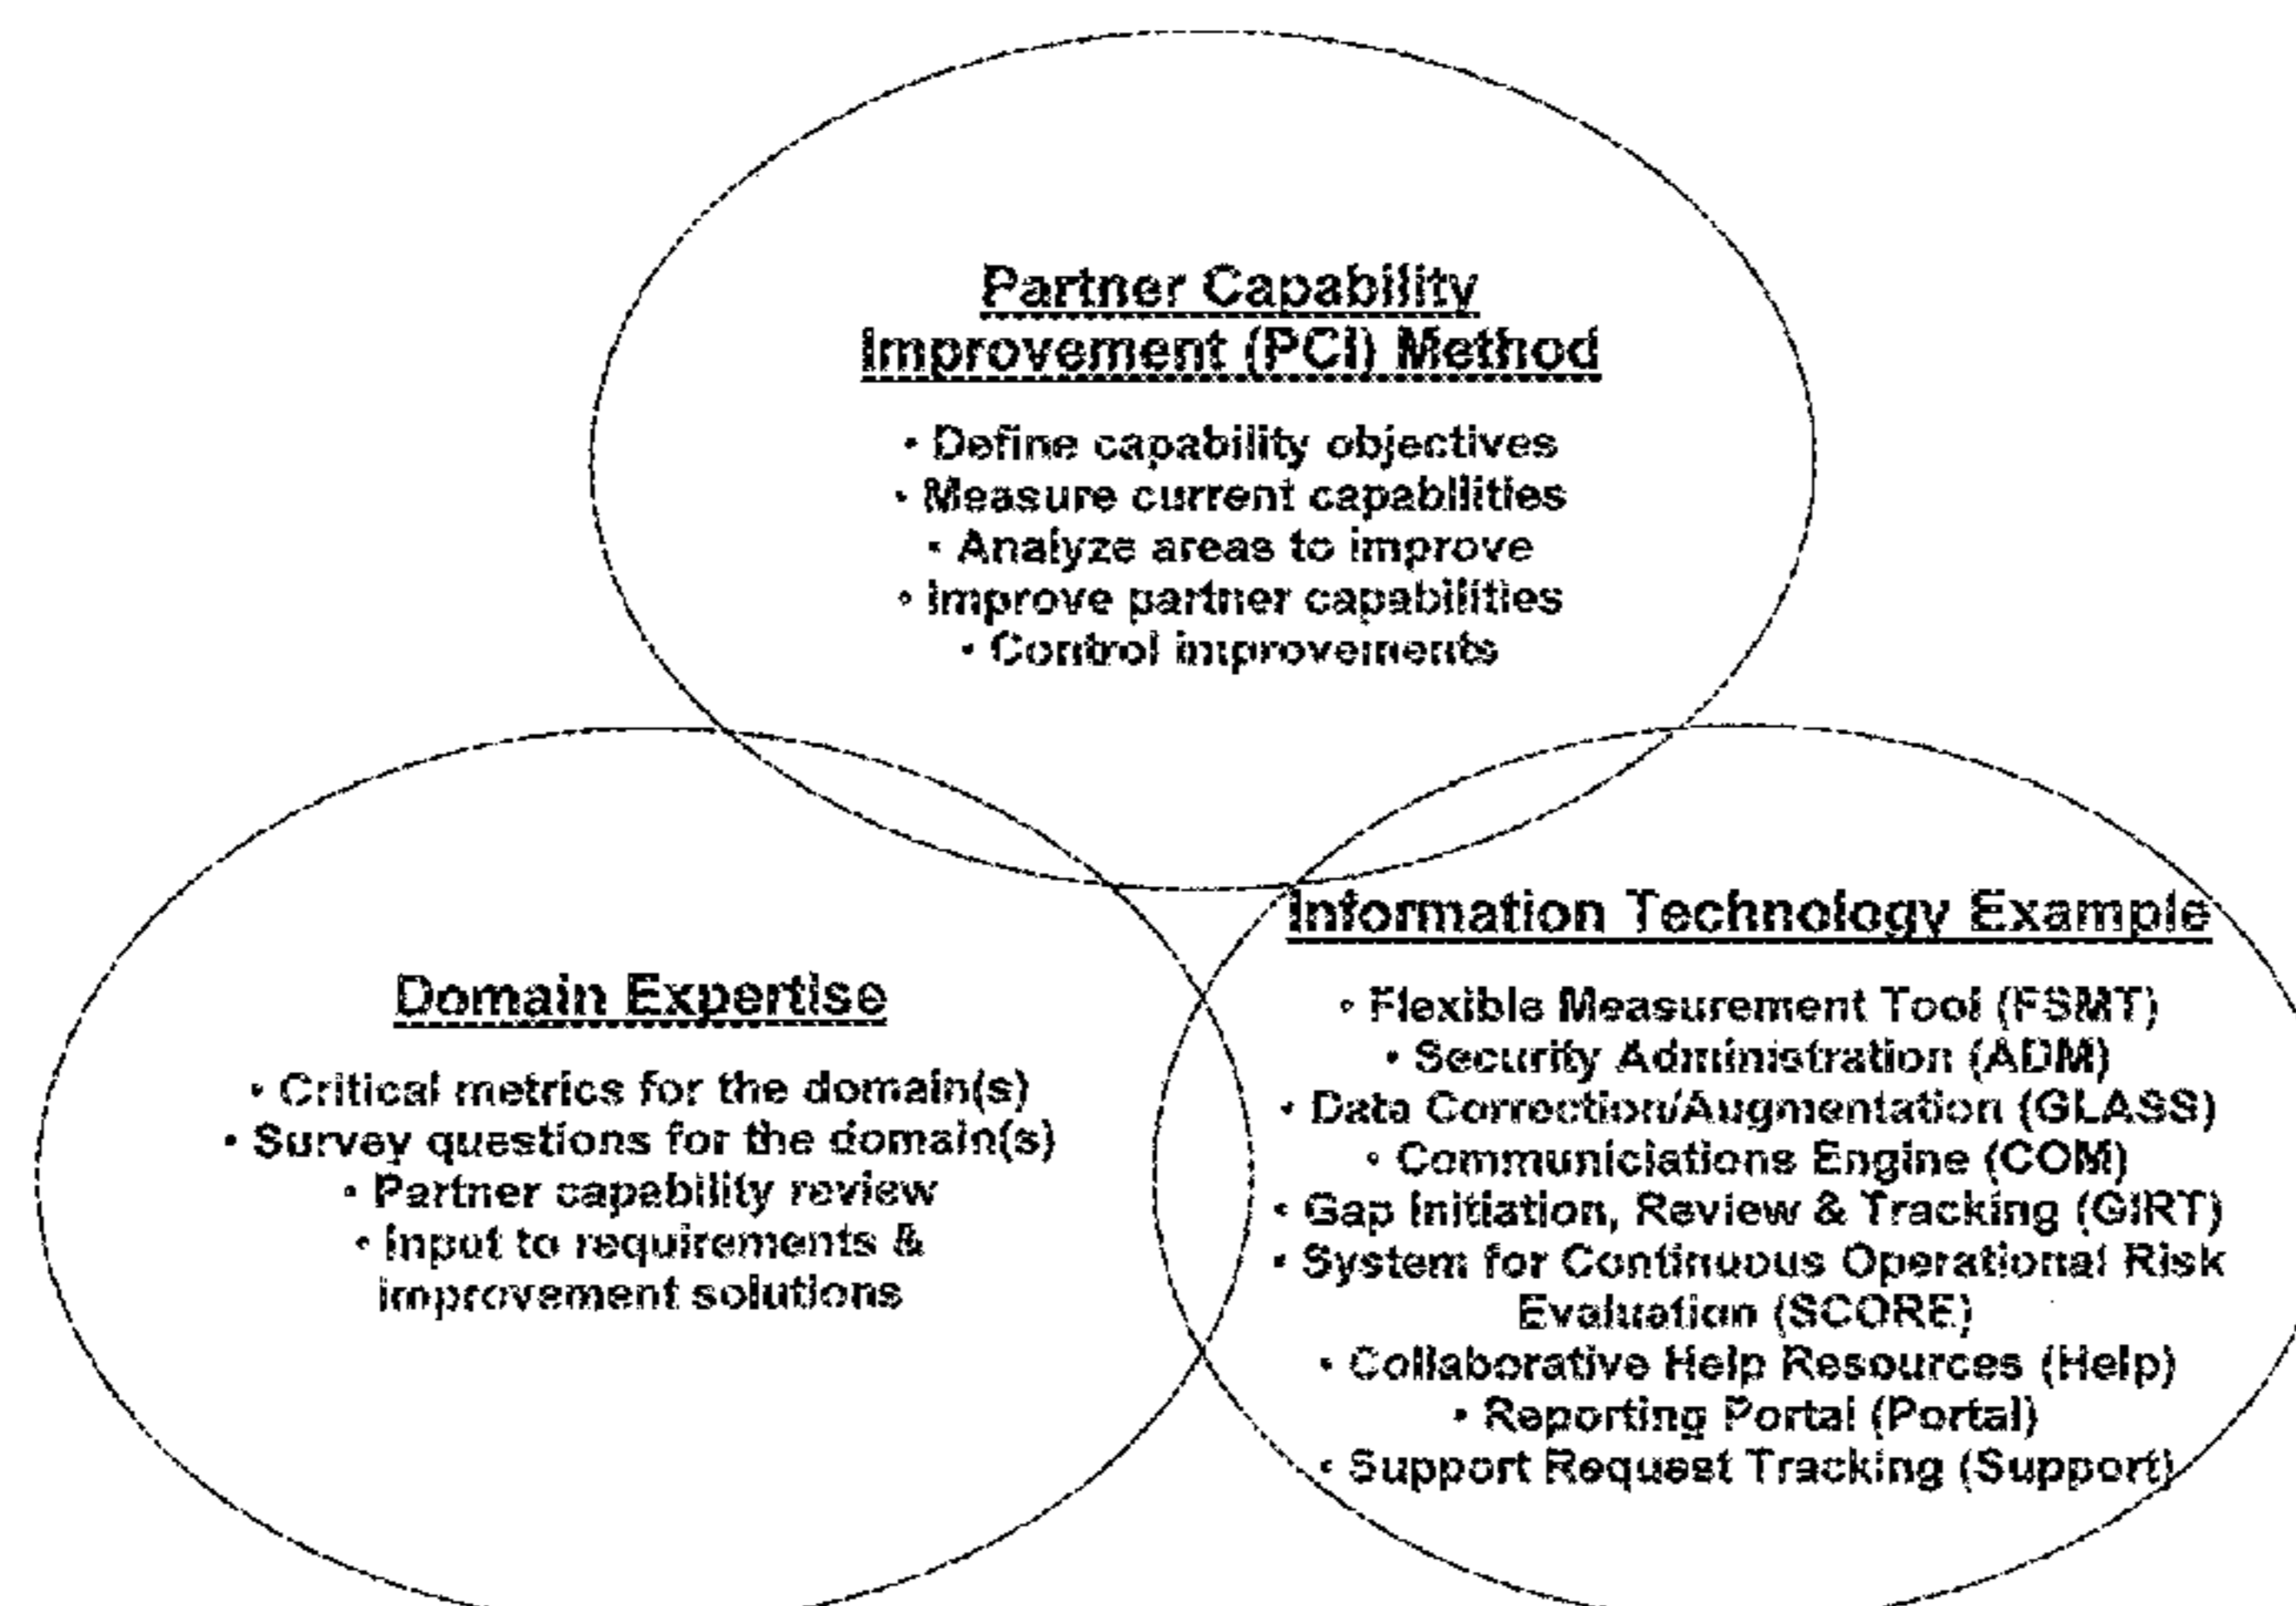 Partner Capability
Improvement (PCI) Method
• Define capability objectives
• Measure current capabilities
• Analyze areas to improve
• Improve partner capabilities
• Control improvements
Domain Expertise
• Critical metrics for the domain(s)
• Survey questions for the domain(s)
• Partner capability review
• Input to requirements &
improvement solutions
Information Technology Example
• Flexible Measurement Tool (FSMT)
• Security Administration (ADM)
• Data Correction/Augmentation (GLASS)
• Communiciations Engine (COM)
• Gap Initiation, Review & Tracking (GIRT)
• System for Continuous Operational Risk
Evaluation (SCORE)
• Collaborative Help Resources (Help)
• Reporting Portal (Portal)
• Support Request Tracking (Support)